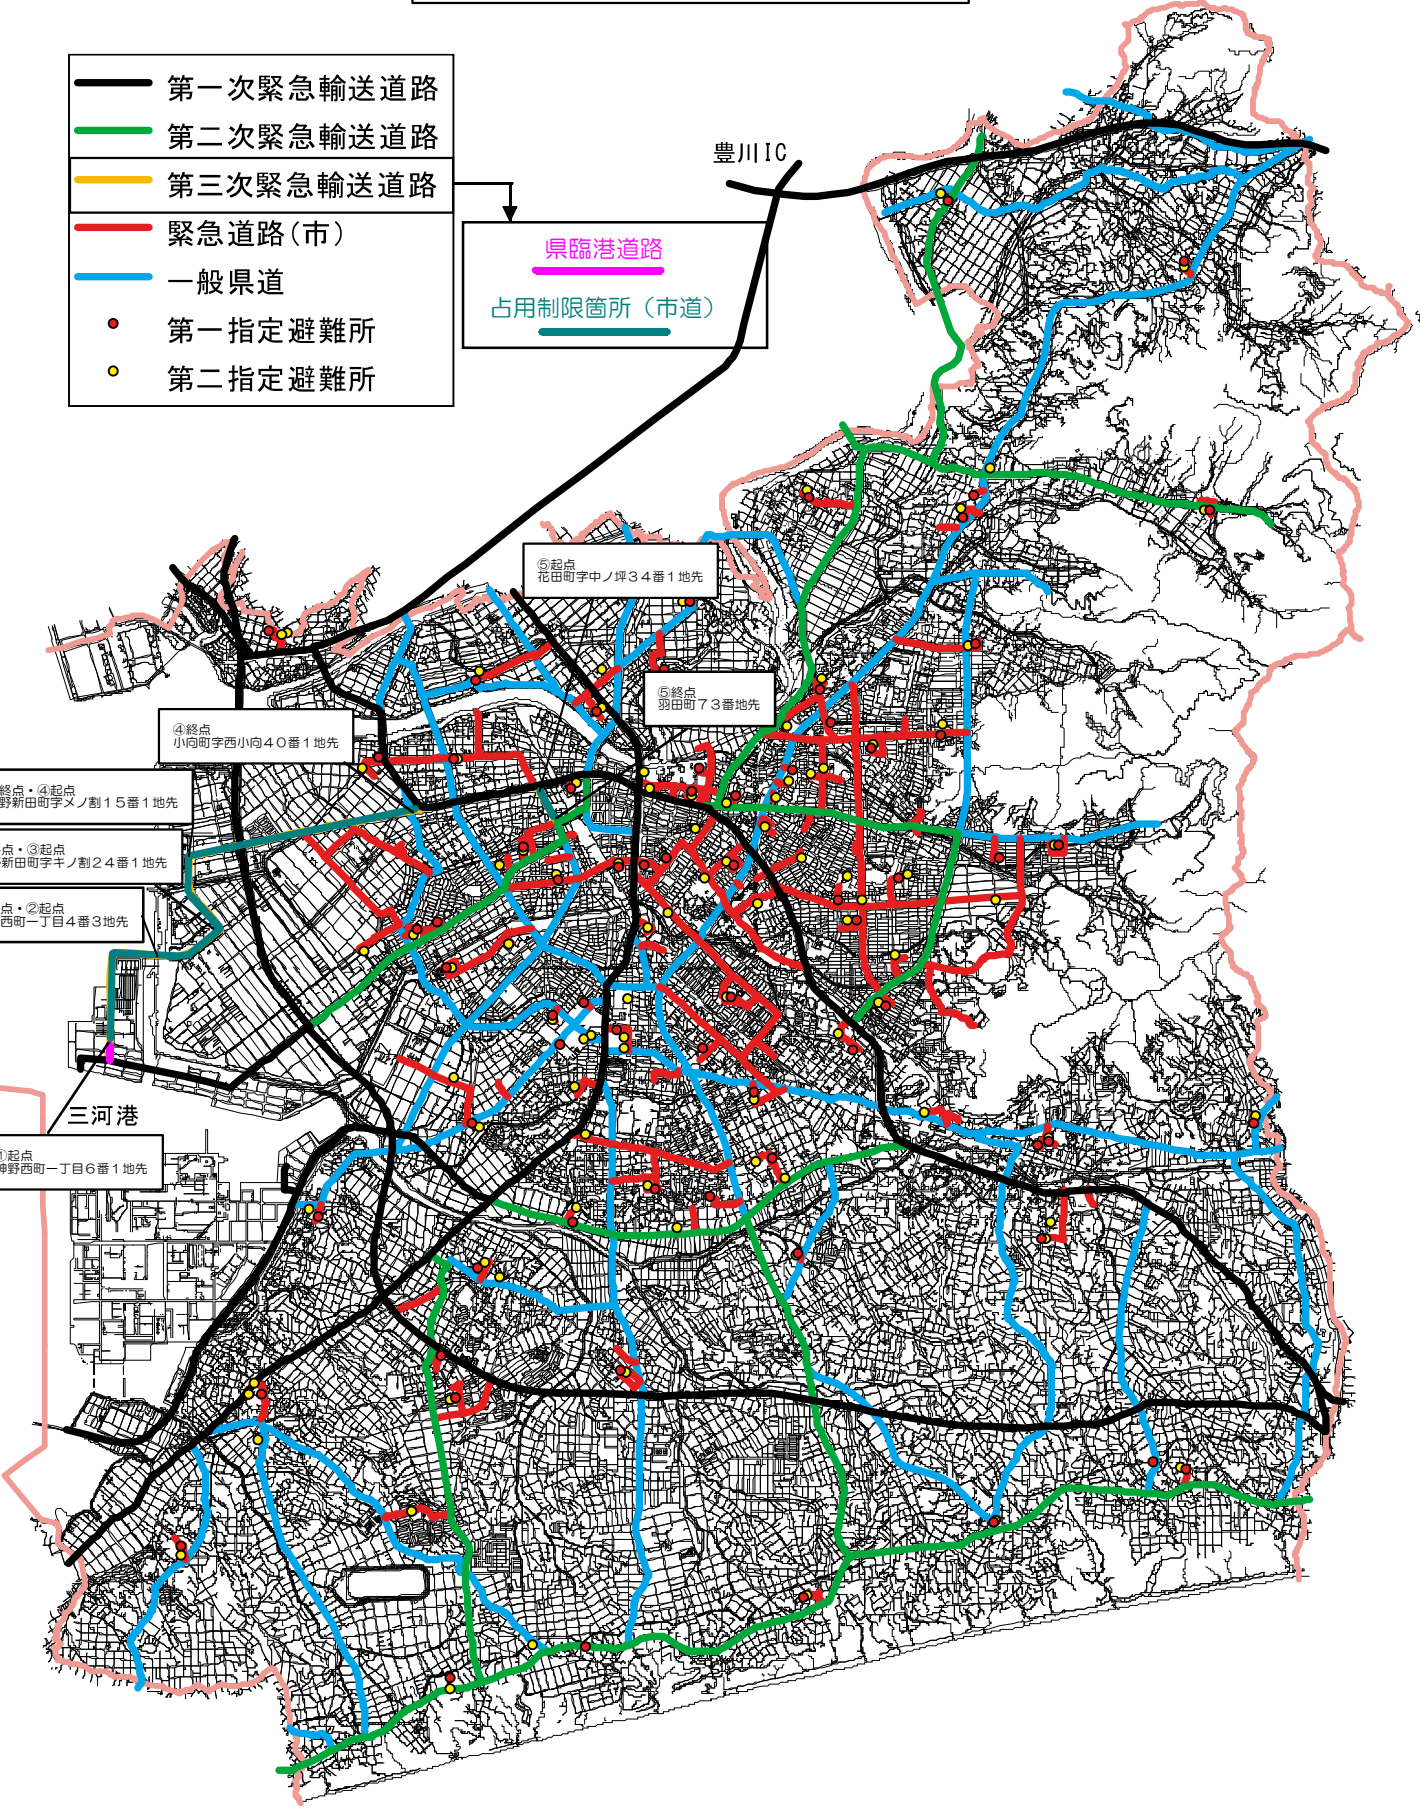 第一次緊急輸送道路
第二次緊急輸送道路
第三次緊急輸送道路
緊急道路(市)
一般県道
第一指定避難所
第二指定避難所
県臨港道路
占用制限箇所（市道）
豊川IC
⑤起点
花田町字中ノ坪３４番１地先
⑤終点
羽田町７３番地先
④終点
小向町字西小向４０番１地先
終点・④起点
野新田町字メノ割１５番１地先
点・③起点
新田町字キノ割２４番１地先
点・②起点
西町一丁目４番３地先
三河港
①起点
神野西町一丁目６番１地先